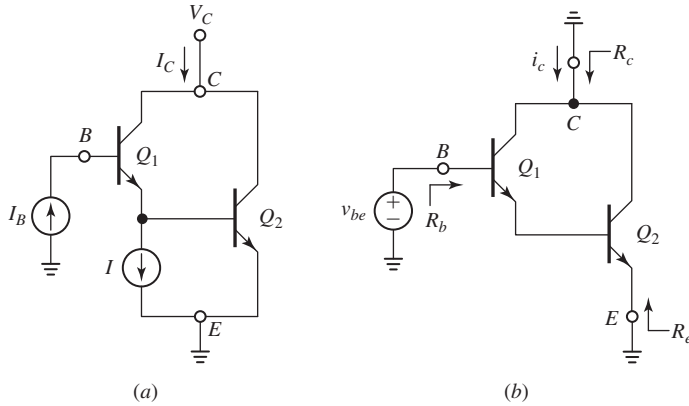 V_C
I_C
C
B
Q_1
I_B
Q_2
I
E
(a)
i_c
R_c
C
B
Q_1
v_be
+
−
R_b
Q_2
E
R_e
(b)